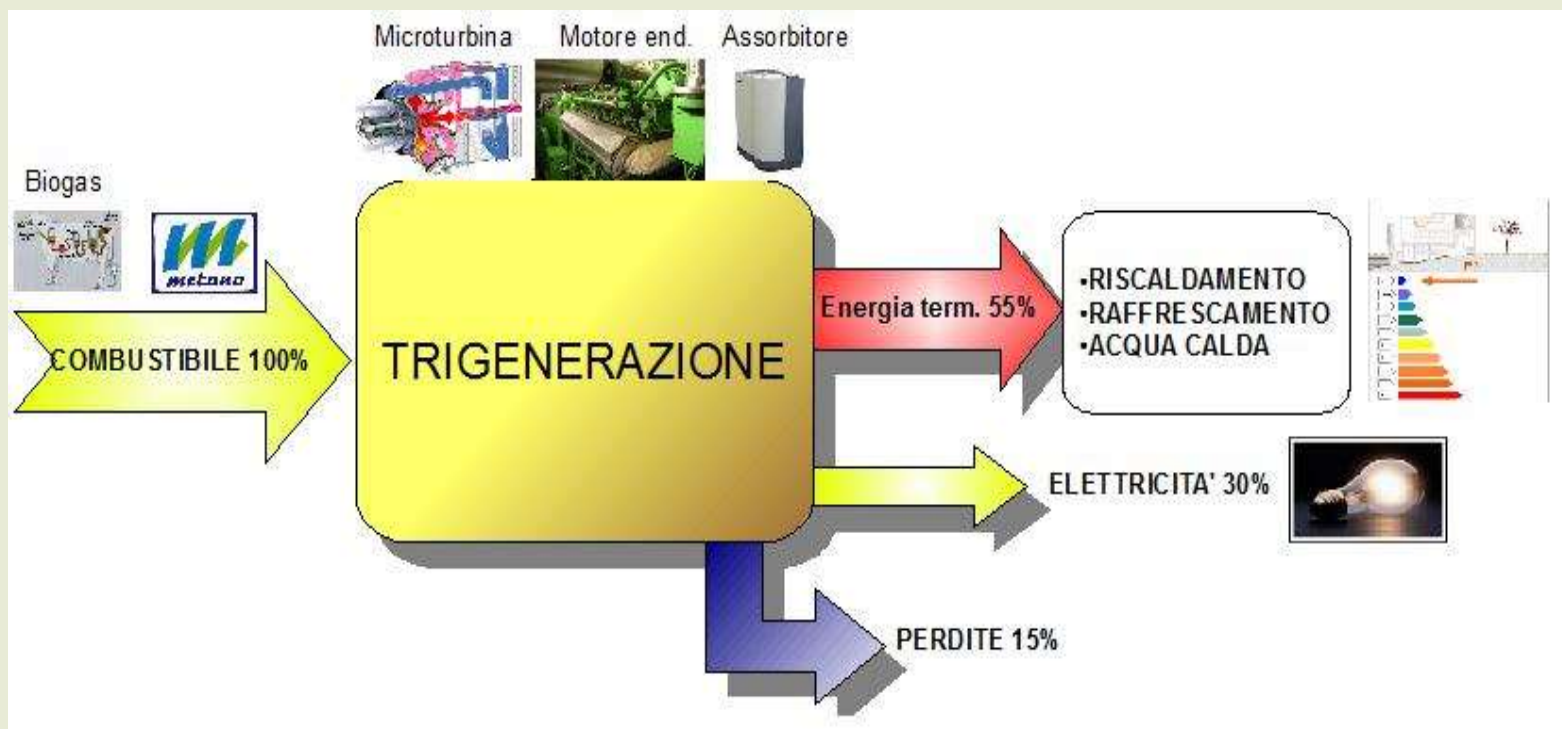 Microturbina
Motore end.
Assorbitore
Biogas
metano
COMBUSTIBILE 100%
TRIGENERAZIONE
Energia term. 55%
•RISCALDAMENTO
•RAFFRESCAMENTO
•ACQUA CALDA
ELETTRICITA' 30%
PERDITE 15%